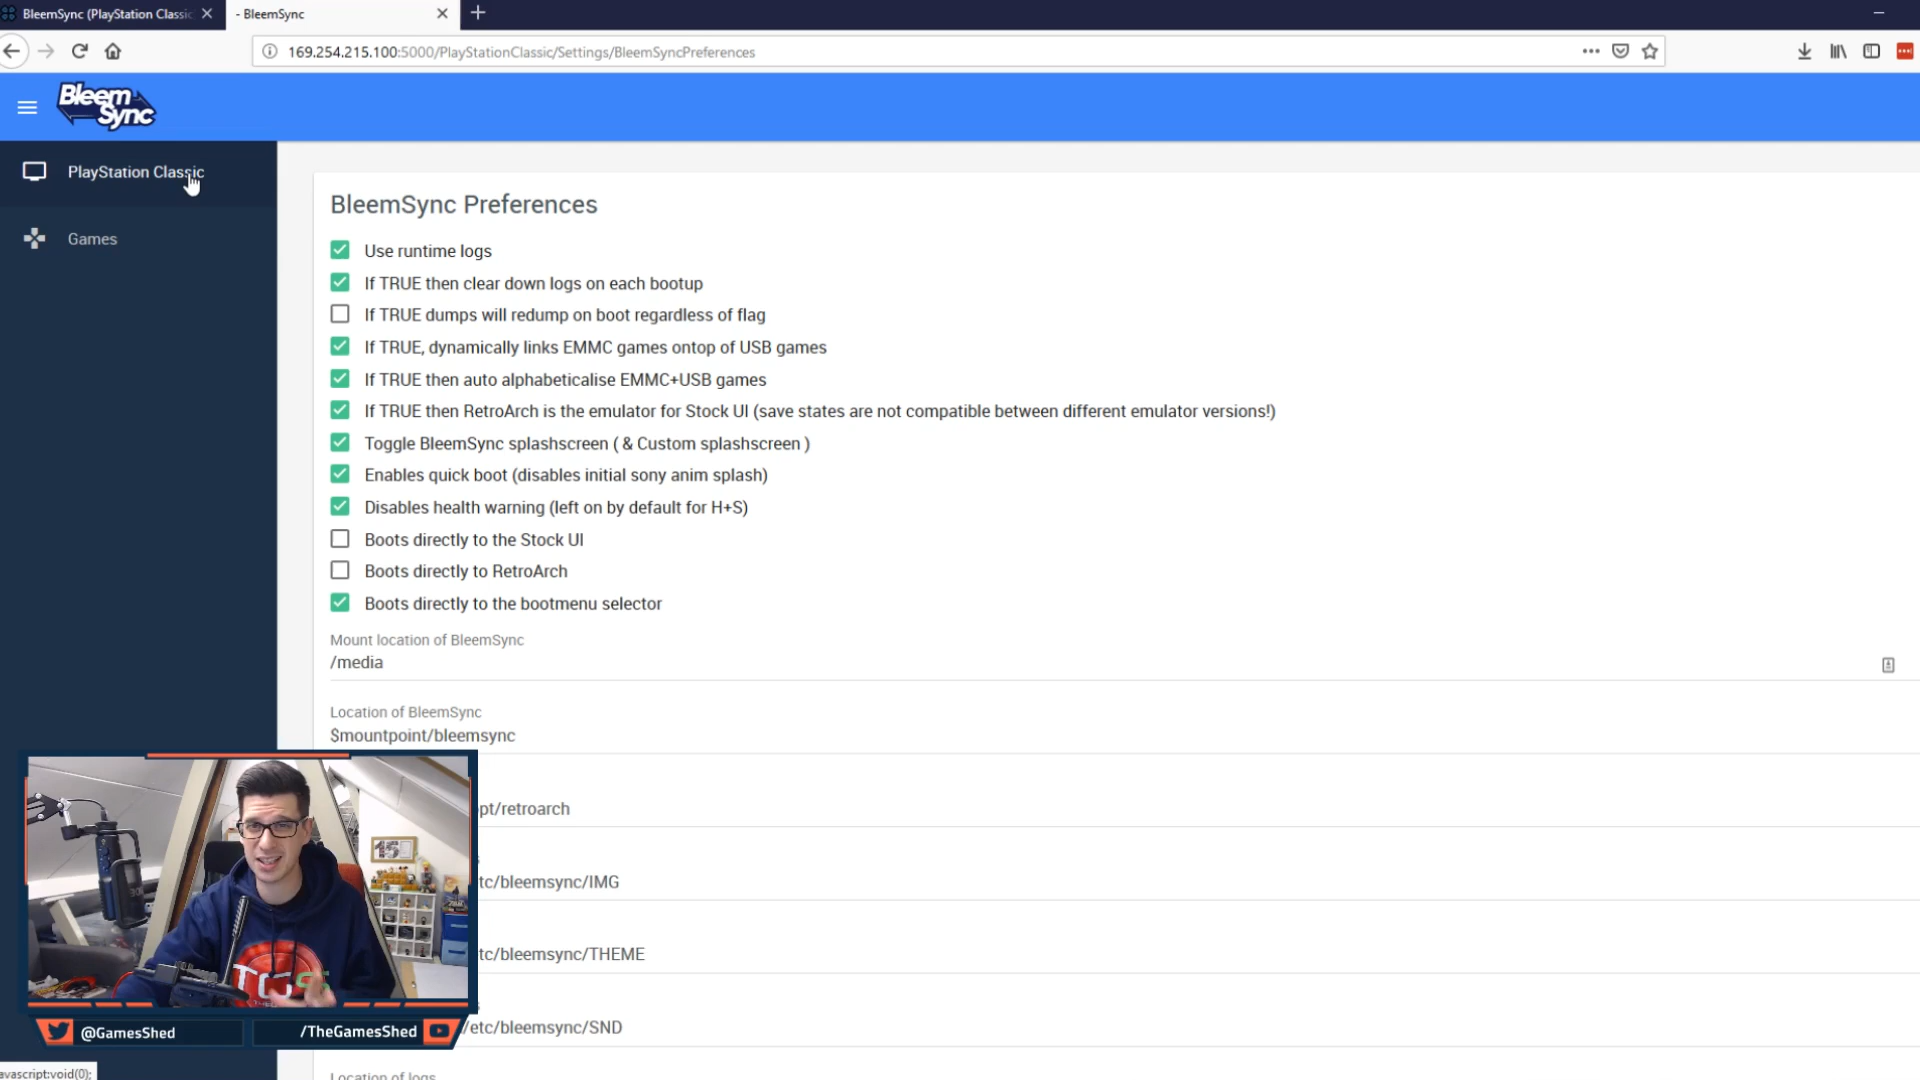 BleemSync (PlayStation Classic
- BleemSync
169.254.215.100:5000/PlayStationClassic/Settings/BleemSyncPreferences
Bleem
Sync
PlayStation Classic
Games
BleemSync Preferences
Use runtime logs
If TRUE then clear down logs on each bootup
If TRUE dumps will redump on boot regardless of flag
If TRUE, dynamically links EMMC games ontop of USB games
If TRUE then auto alphabeticalise EMMC+USB games
If TRUE then RetroArch is the emulator for Stock UI (save states are not compatible between different emulator versions!)
Toggle BleemSync splashscreen ( & Custom splashscreen )
Enables quick boot (disables initial sony anim splash)
Disables health warning (left on by default for H+S)
Boots directly to the Stock UI
Boots directly to RetroArch
Boots directly to the bootmenu selector
Mount location of BleemSync
/media
Location of BleemSync
$mountpoint/bleemsync
pt/retroarch
tc/bleemsync/IMG
tc/bleemsync/THEME
/etc/bleemsync/SND
Location of logs
TGS
@GamesShed
/TheGamesShed
avascript:void(0);